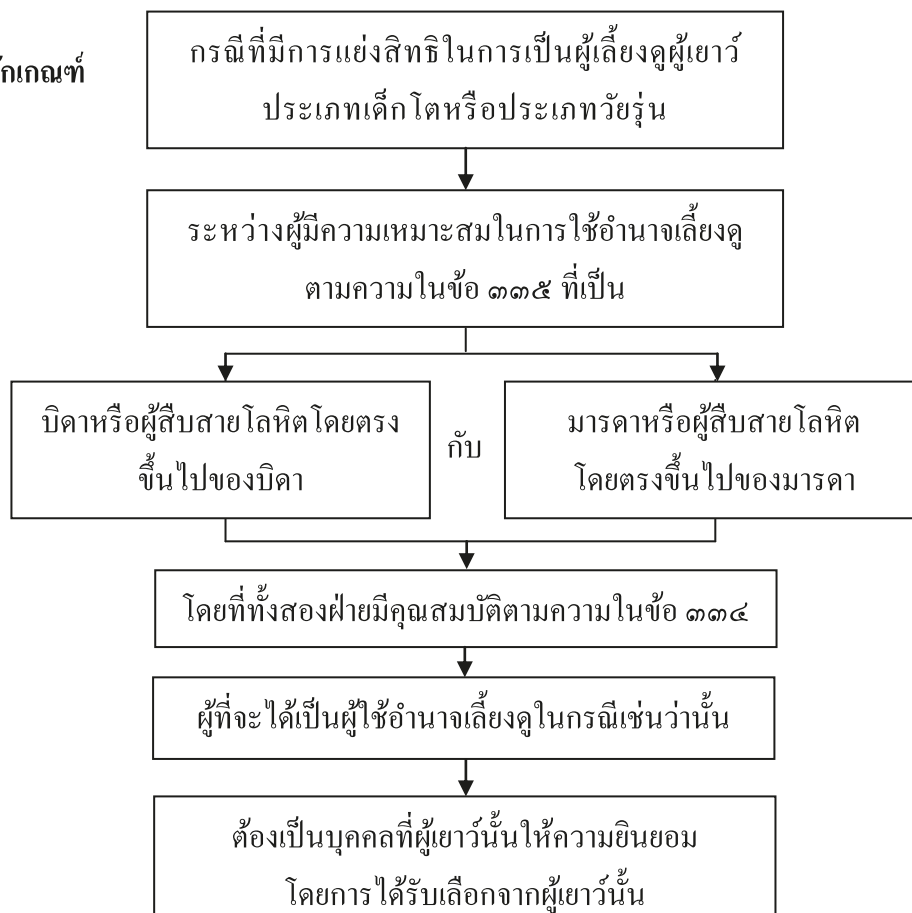 กรณีที่มีการแย่งสิทธิในการเป็นผู้เลี้ยงดูผู้เยาว์
ักเกณฑ์
ประเภทเด็กโตหรือประเภทวัยรุ่น
ระหว่างผู้มีความเหมาะสมในการใช้อำนาจเลี้ยงดู
ตามความในข้อ ๓๓๕ ที่เป็น
บิดาหรือผู้สืบสายโลหิตโดยตรง
ขึ้นไปของบิดา
กับ
มารดาหรือผู้สืบสายโลหิต
โดยตรงขึ้นไปของมารดา
โดยที่ทั้งสองฝ่ายมีคุณสมบัติตามความในข้อ ๓๓๔
ผู้ที่จะได้เป็นผู้ใช้อำนาจเลี้ยงดูในกรณีเช่นว่านั้น
ต้องเป็นบุคคลที่ผู้เยาว์นั้นให้ความยินยอม
โดยการได้รับเลือกจากผู้เยาว์นั้น